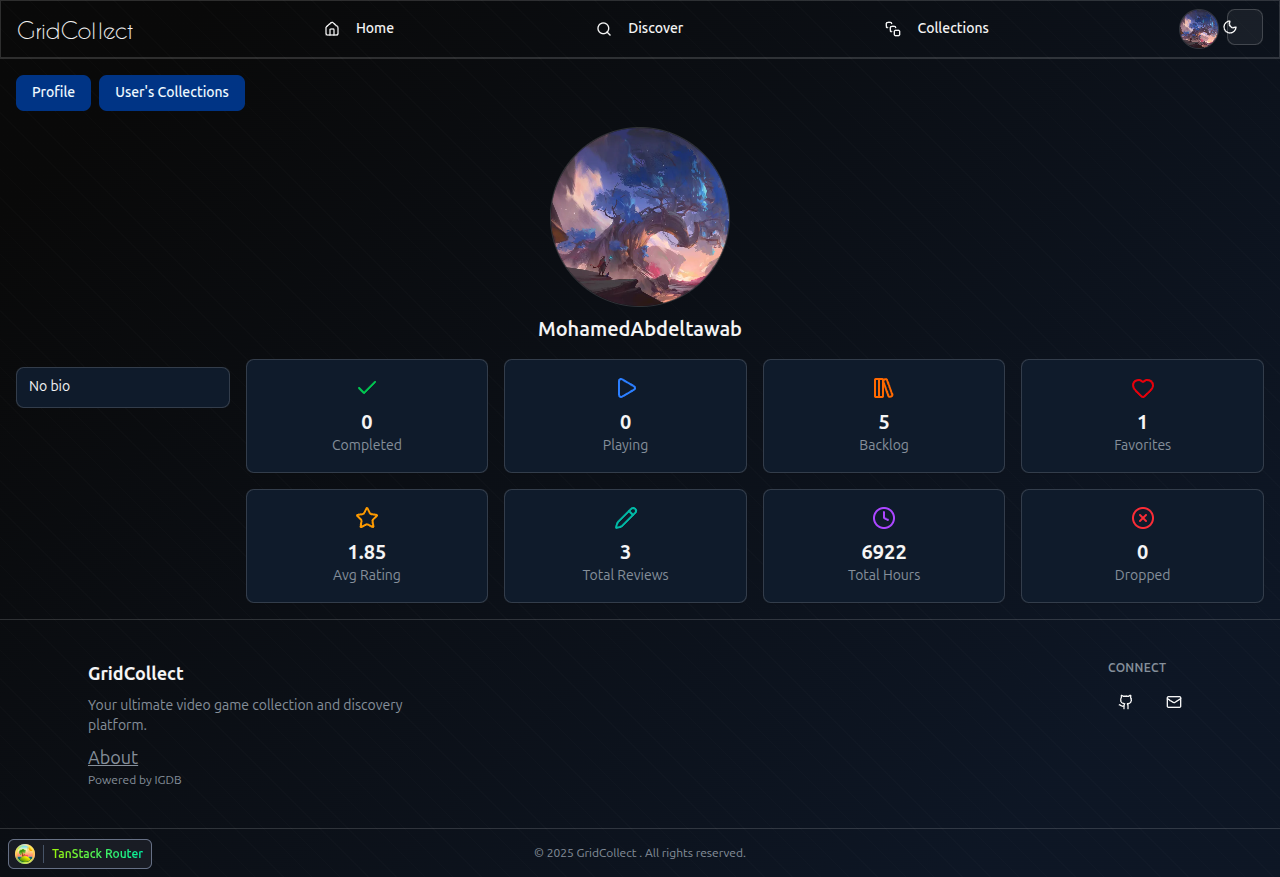 GridCollect
Home
Discover
Collections
Profile
User's Collections
MohamedAbdeltawab
No bio
0
Completed
0
Playing
5
Backlog
1
Favorites
1.85
Avg Rating
3
Total Reviews
6922
Total Hours
0
Dropped
GridCollect
Your ultimate video game collection and discovery
platform.
About
Powered by IGDB
CONNECT
TanStack Router
© 2025 GridCollect . All rights reserved.